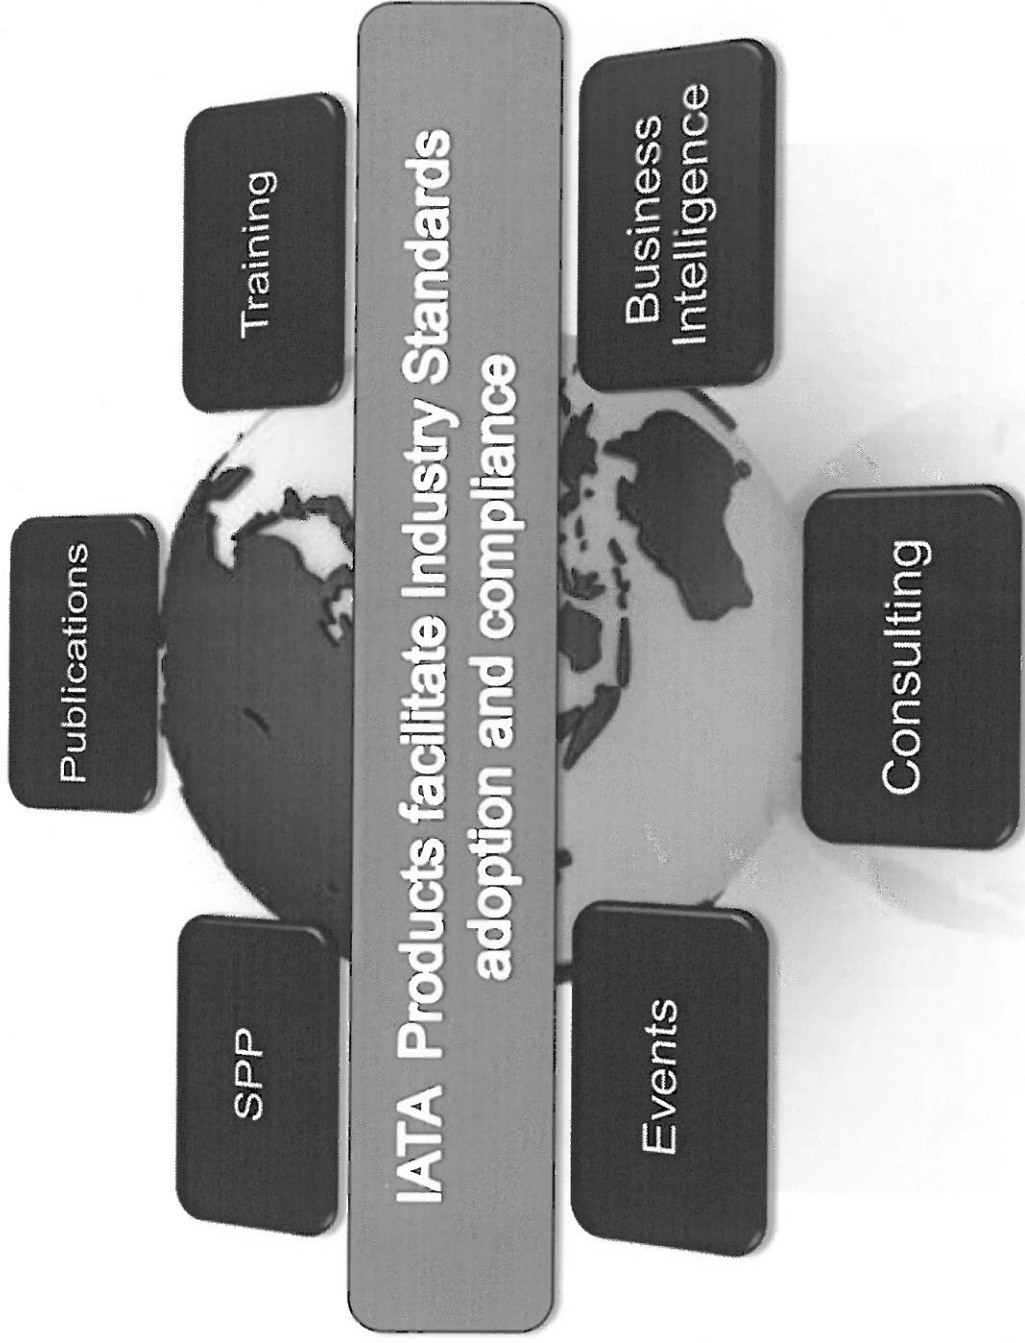 Publications
SPP
Training
IATA Products facilitate Industry Standards
adoption and compliance
Events
Business
Intelligence
Consulting